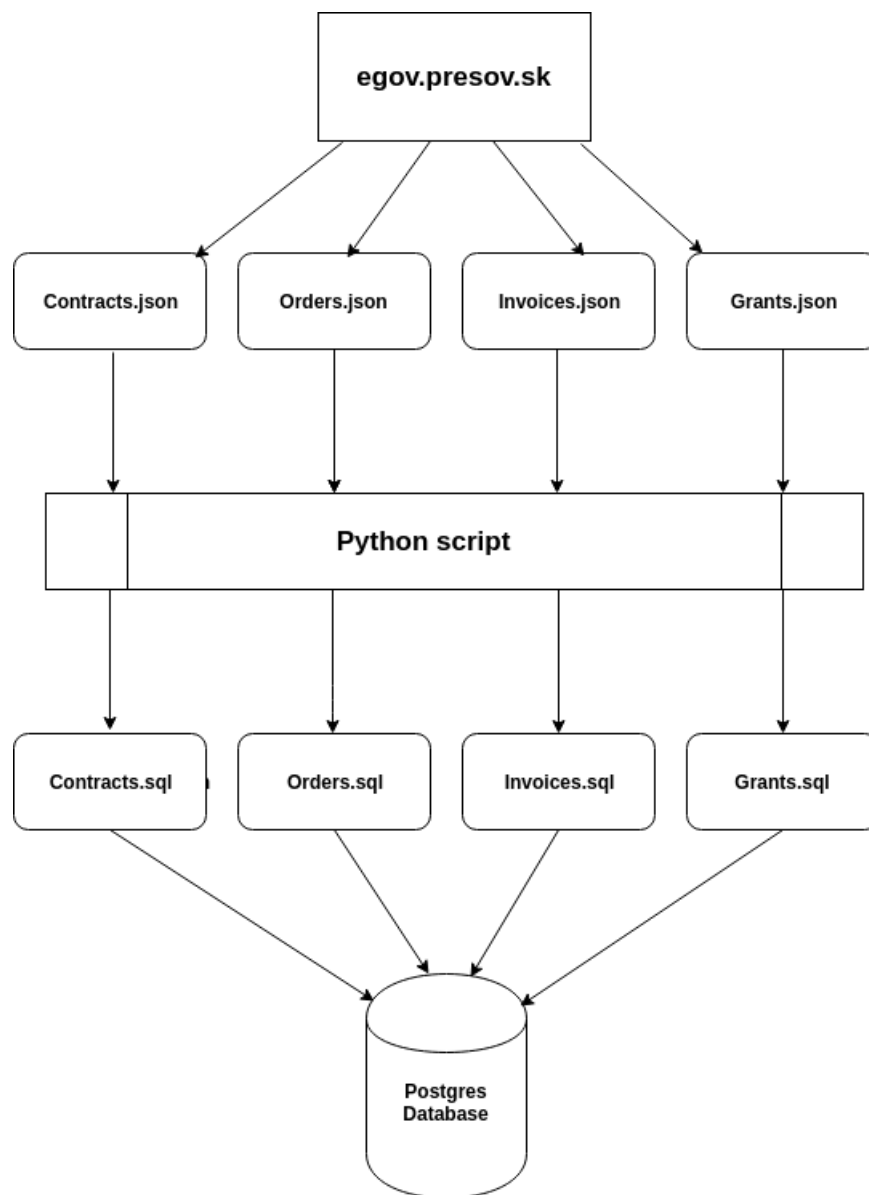 egov.presov.sk
Contracts.json
Orders.json
Invoices.json
Grants.json
Python script
Contracts.sql
Orders.sql
Invoices.sql
Grants.sql
Postgres
Database